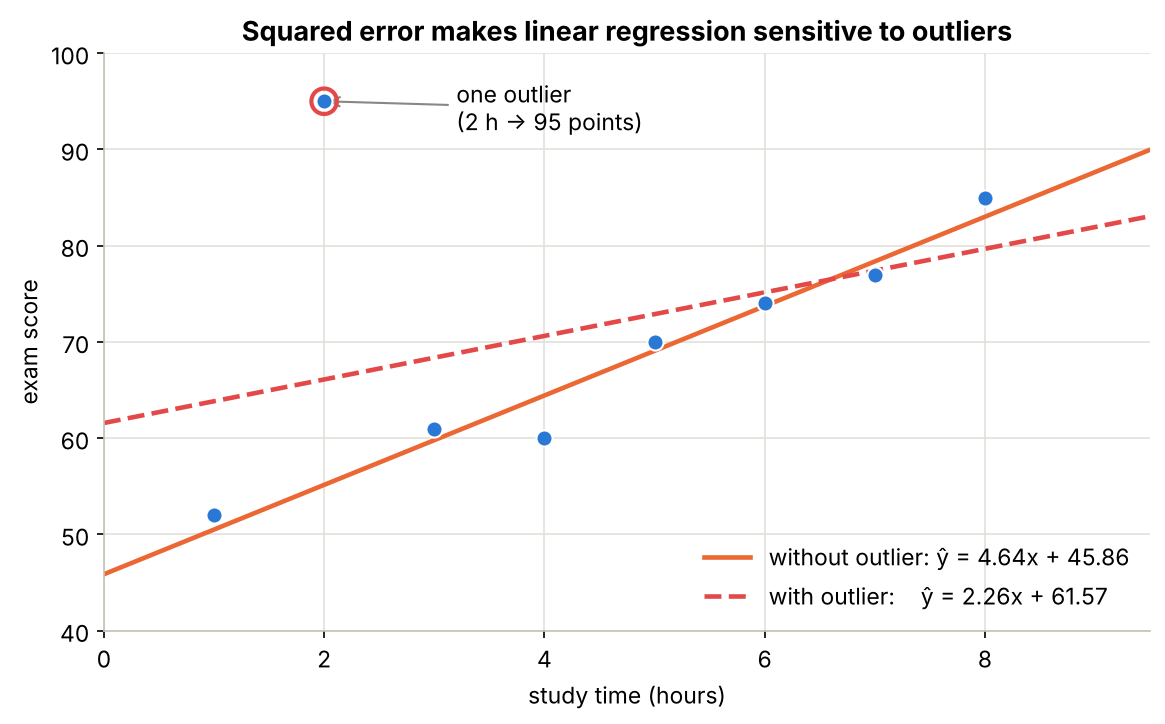 Squared error makes linear regression sensitive to outliers
100
90
80
70
60
50
40
exam score
one outlier
(2 h → 95 points)
without outlier: ŷ = 4.64x + 45.86
with outlier: ŷ = 2.26x + 61.57
0 2 4 6 8
study time (hours)